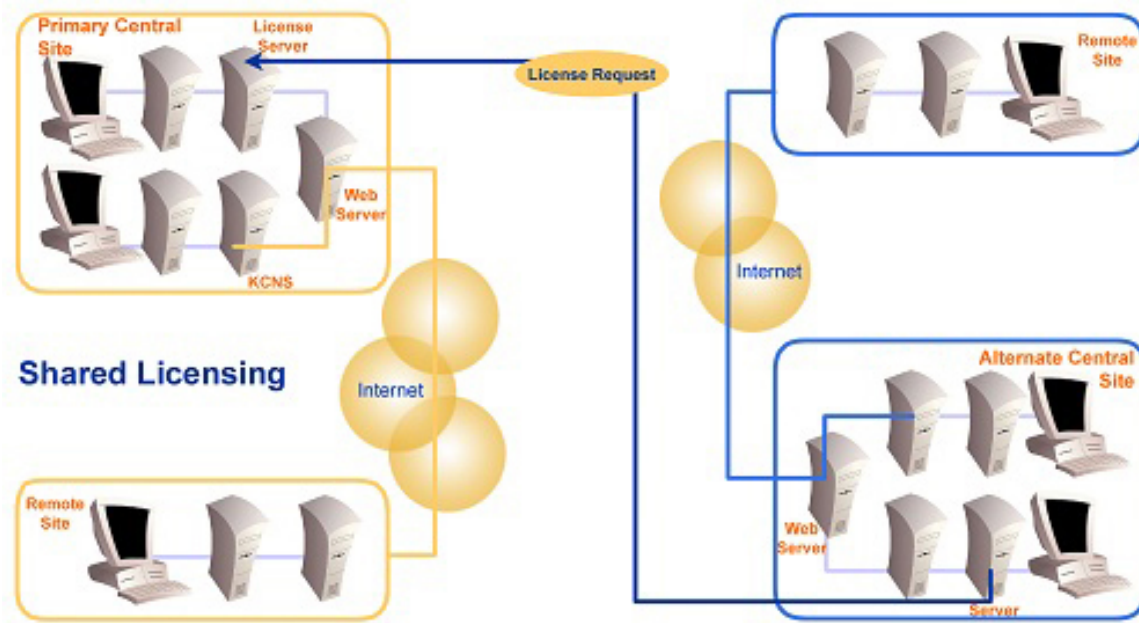 Primary Central
Site
License
Server
Web
Server
KCNS
License Request
Remote
Site
Internet
Shared Licensing
Internet
Remote
Site
Alternate Central
Site
Web
Server
Server